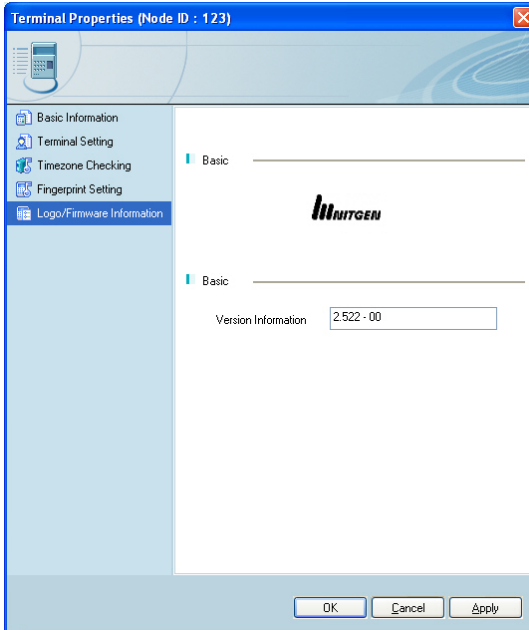 Terminal Properties (Node ID : 123)
Basic Information
Terminal Setting
Timezone Checking
Fingerprint Setting
Logo/Firmware Information
Basic
NITGEN
Basic
Version Information 2.522 - 00
OK Cancel Apply